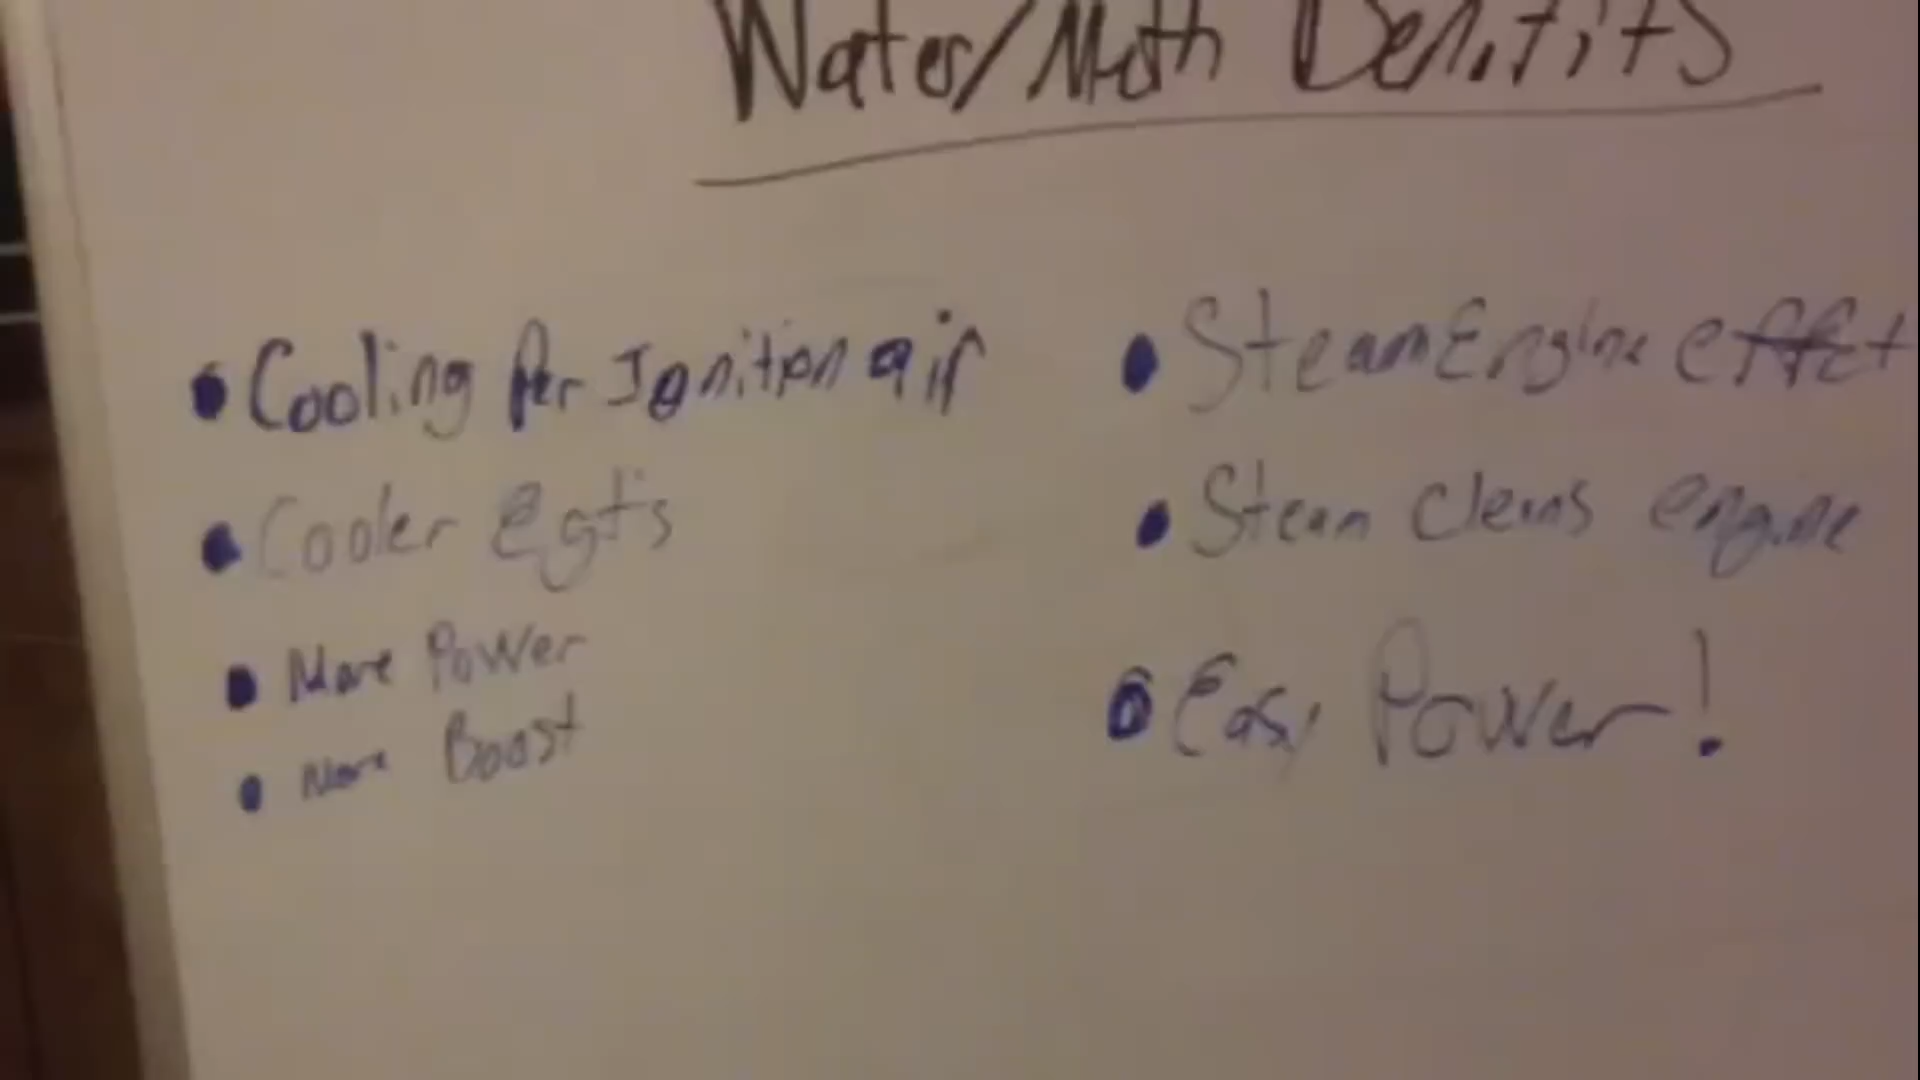 Water/Meth Benifits
• Cooling Per Ignition air
• Cooler egt's
• More Power
• More Boost
• Steam Engine effect
• Steam cleans engine
• Easy Power!